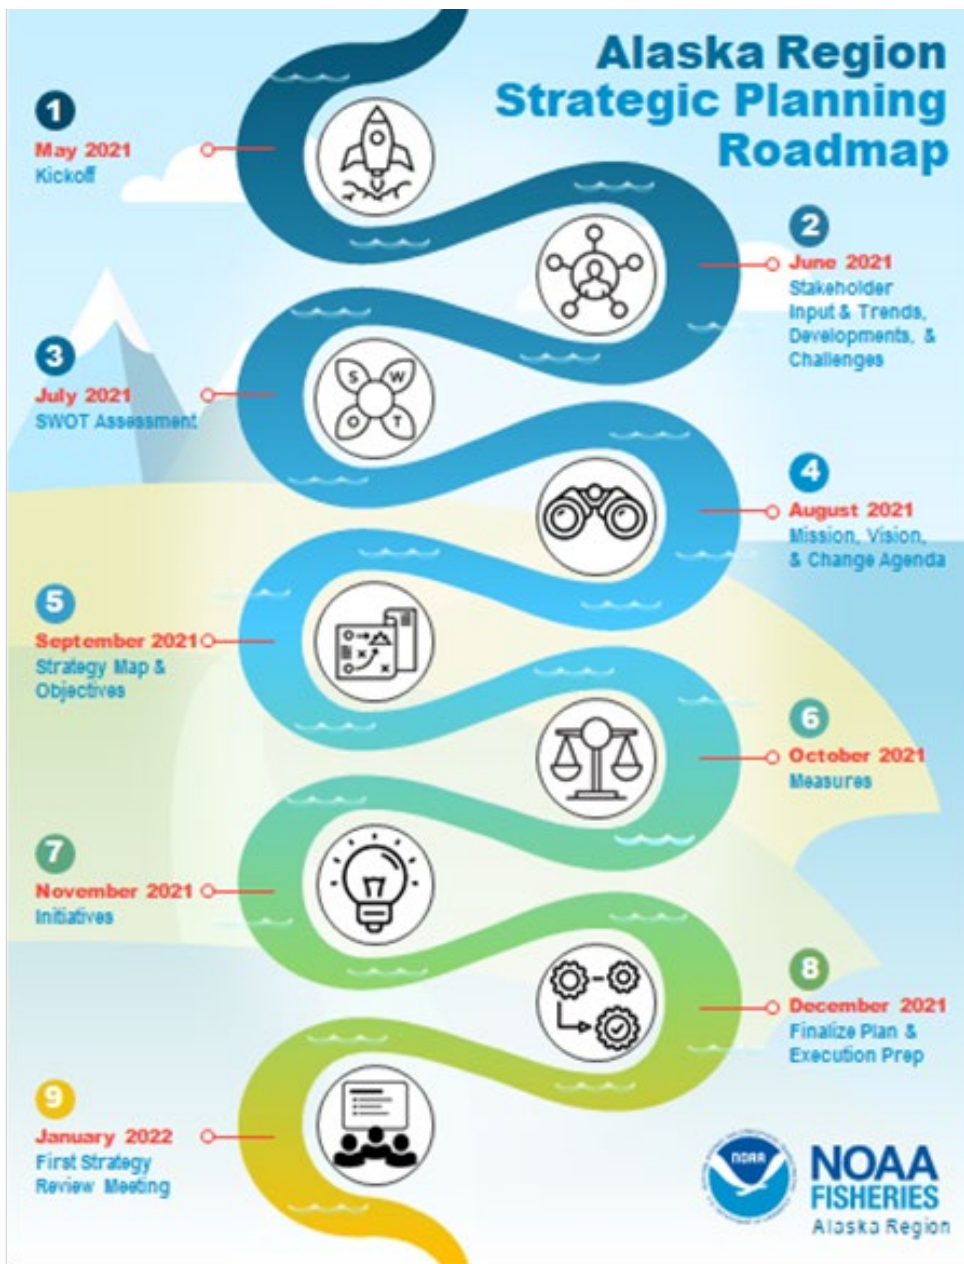 Alaska Region
Strategic Planning
Roadmap
1
May 2021
Kickoff
2
June 2021
Stakeholder
Input & Trends,
Developments, &
Challenges
3
July 2021
SWOT Assessment
S W
O T
4
August 2021
Mission, Vision,
& Change Agenda
5
September 2021
Strategy Map &
Objectives
6
October 2021
Measures
7
November 2021
Initiatives
8
December 2021
Finalize Plan &
Execution Prep
9
January 2022
First Strategy
Review Meeting
NOAA
NOAA
FISHERIES
Alaska Region